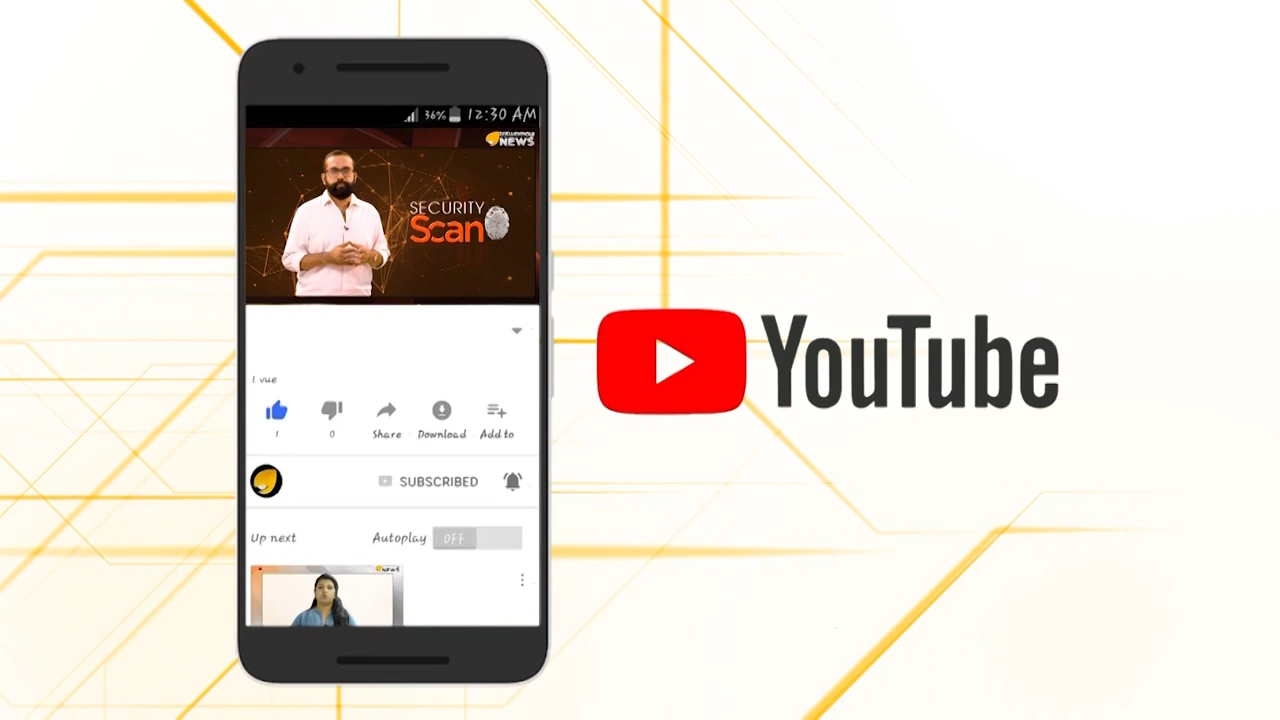 36% 12:30 AM
NEWS
SECURITY
Scan
1 vue
1 0 Share Download Add to
SUBSCRIBED
Up next Autoplay OFF
NEWS
YouTube